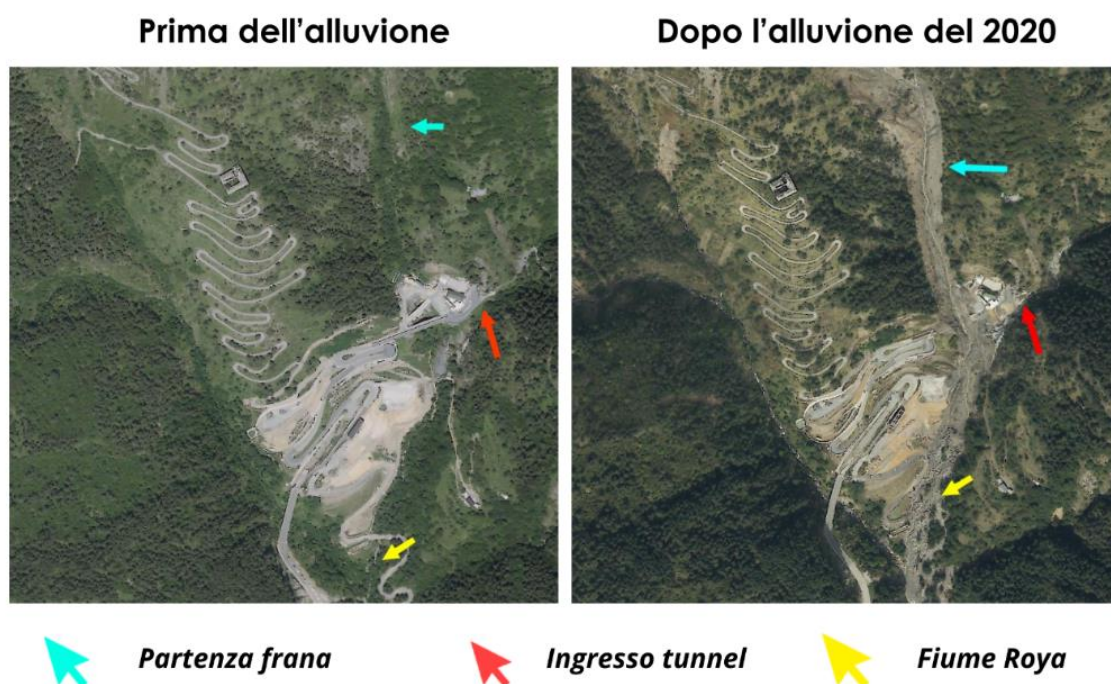 Prima dell'alluvione
Dopo l'alluvione del 2020
Partenza frana
Ingresso tunnel
Fiume Roya